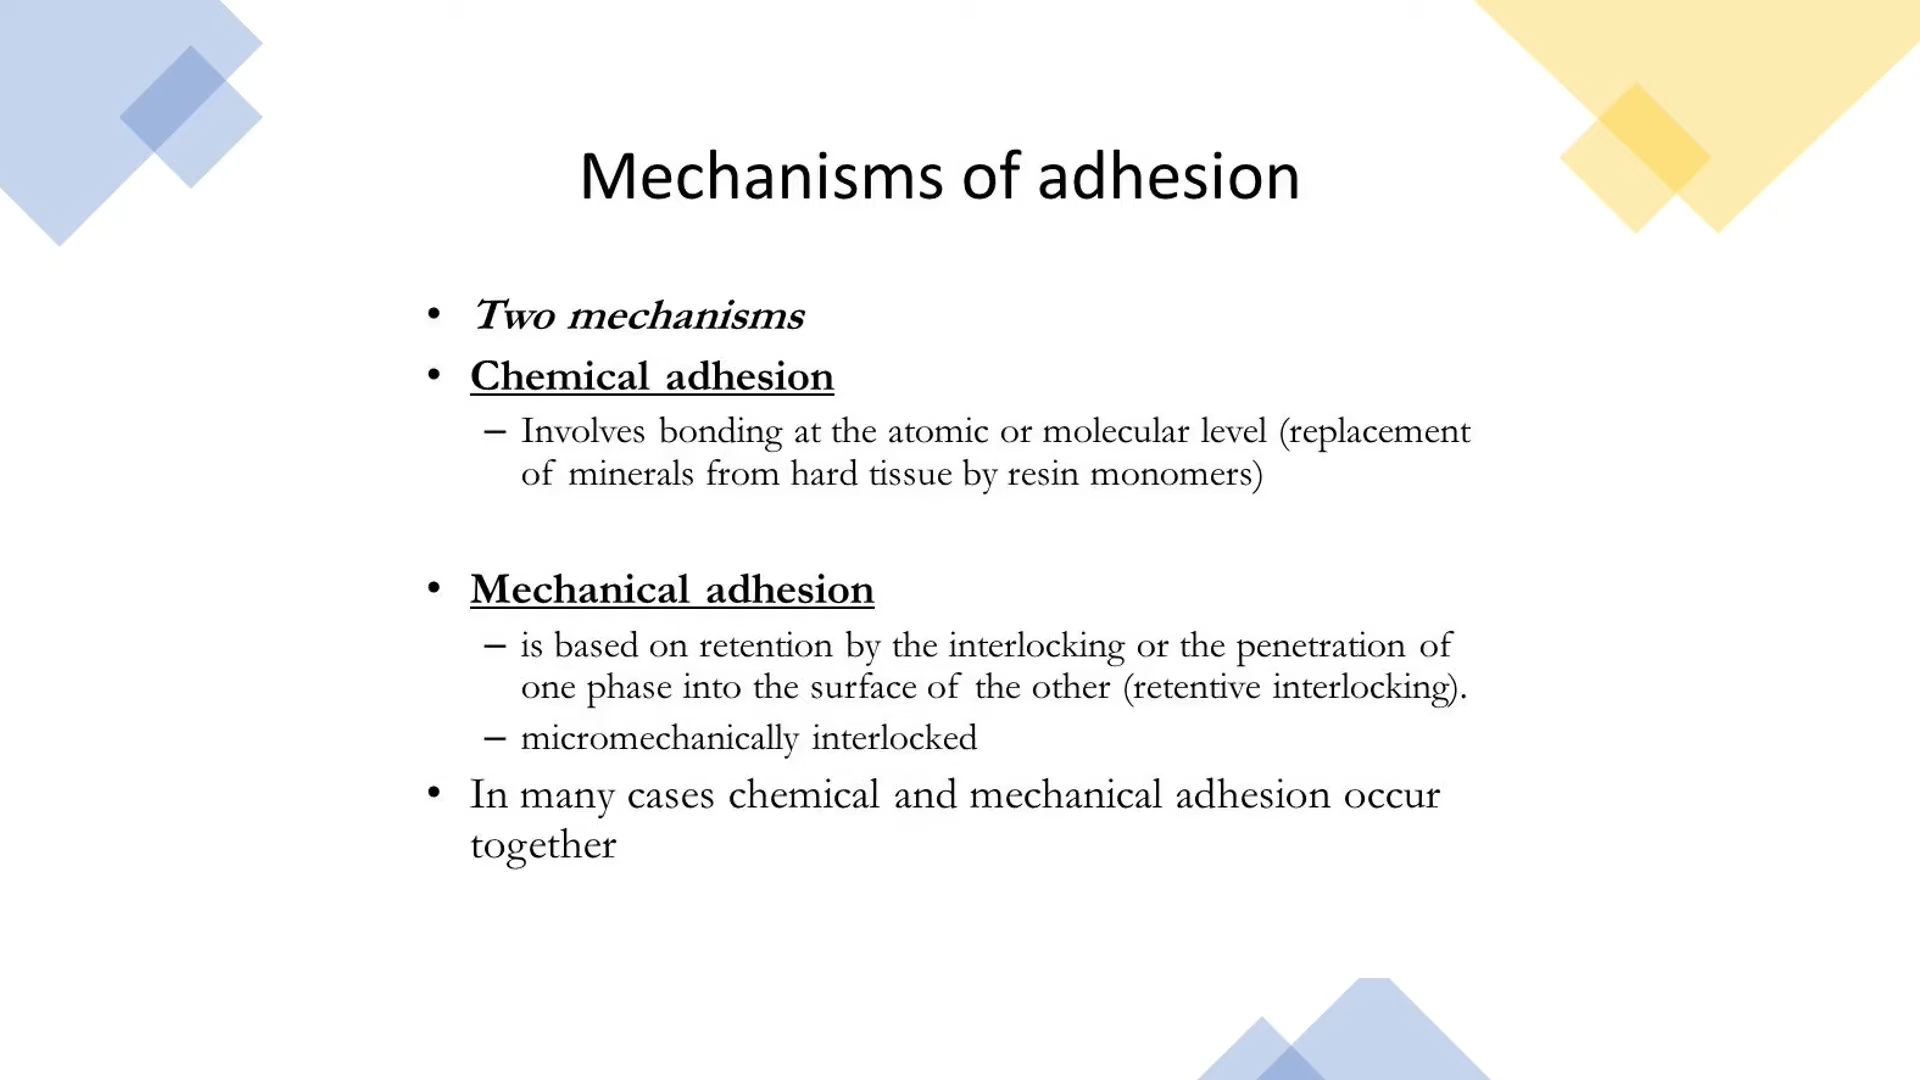 Mechanisms of adhesion
• Two mechanisms
• Chemical adhesion
– Involves bonding at the atomic or molecular level (replacement
of minerals from hard tissue by resin monomers)
• Mechanical adhesion
– is based on retention by the interlocking or the penetration of
one phase into the surface of the other (retentive interlocking).
– micromechanically interlocked
• In many cases chemical and mechanical adhesion occur
together